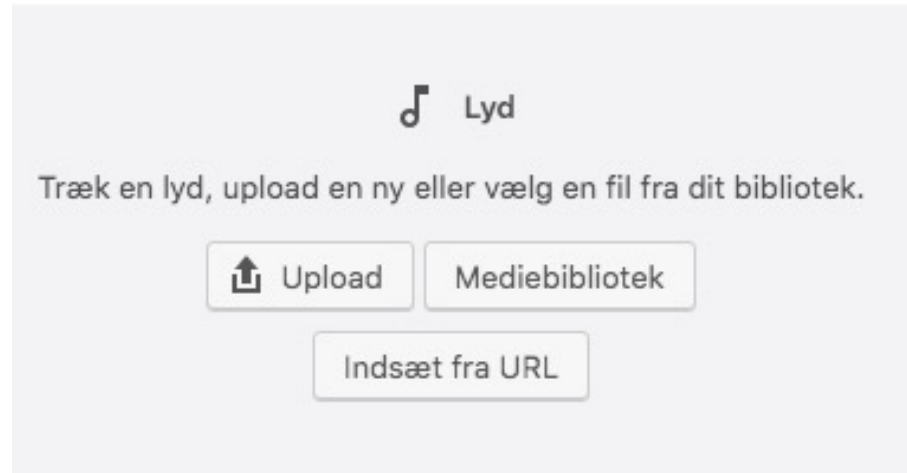 Lyd
Træk en lyd, upload en ny eller vælg en fil fra dit bibliotek.
Upload
Mediebibliotek
Indsæt fra URL